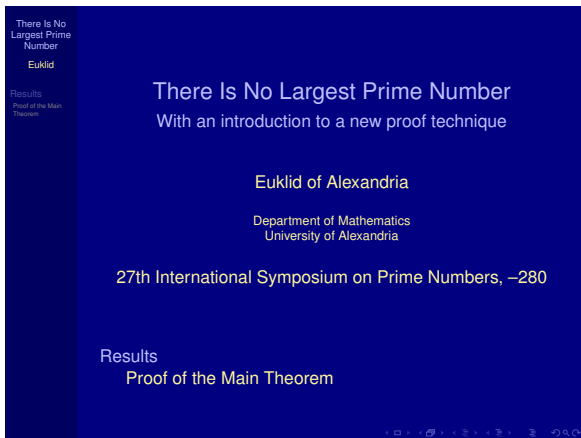 There Is No
Largest Prime
Number
Euklid
Results
Proof of the Main
Theorem
There Is No Largest Prime Number
With an introduction to a new proof technique
Euklid of Alexandria
Department of Mathematics
University of Alexandria
27th International Symposium on Prime Numbers, –280
Results
Proof of the Main Theorem